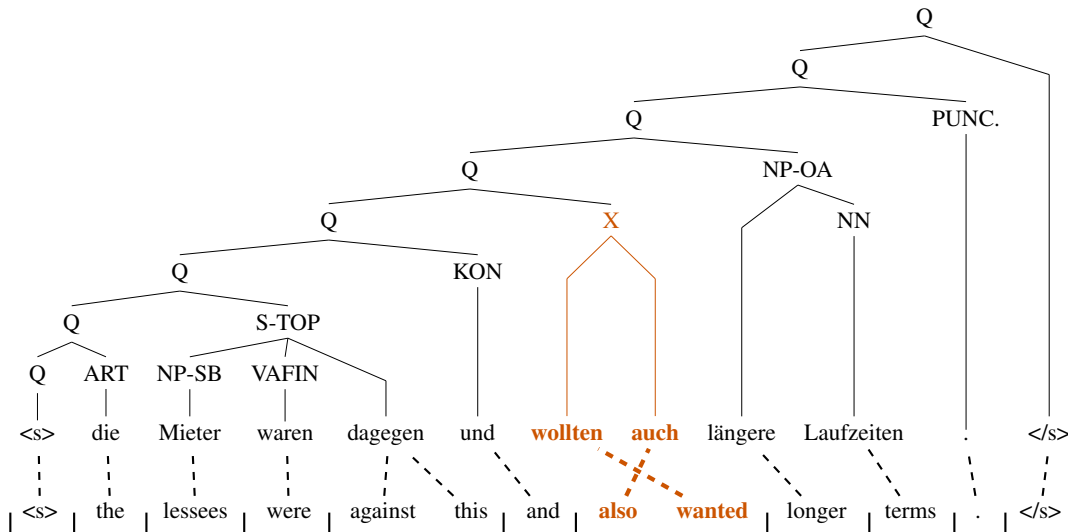 Q
Q
Q PUNC.
Q NP-OA
Q X NN
Q KON
Q S-TOP
Q ART NP-SB VAFIN
<s> die Mieter waren dagegen und wollten auch längere Laufzeiten . </s>
<s> the lessees were against this and also wanted longer terms . </s>